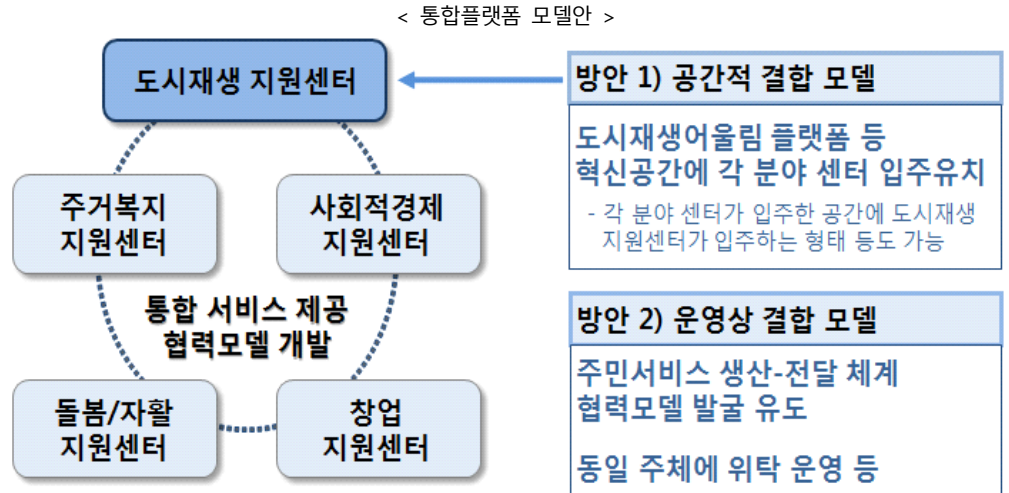 < 통합플랫폼 모델안 >
도시재생 지원센터
주거복지
지원센터
사회적경제
지원센터
통합 서비스 제공
협력모델 개발
돌봄/자활
지원센터
창업
지원센터
방안 1) 공간적 결합 모델
도시재생어울림 플랫폼 등
혁신공간에 각 분야 센터 입주유치
- 각 분야 센터가 입주한 공간에 도시재생
지원센터가 입주하는 형태 등도 가능
방안 2) 운영상 결합 모델
주민서비스 생산-전달 체계
협력모델 발굴 유도
동일 주체에 위탁 운영 등